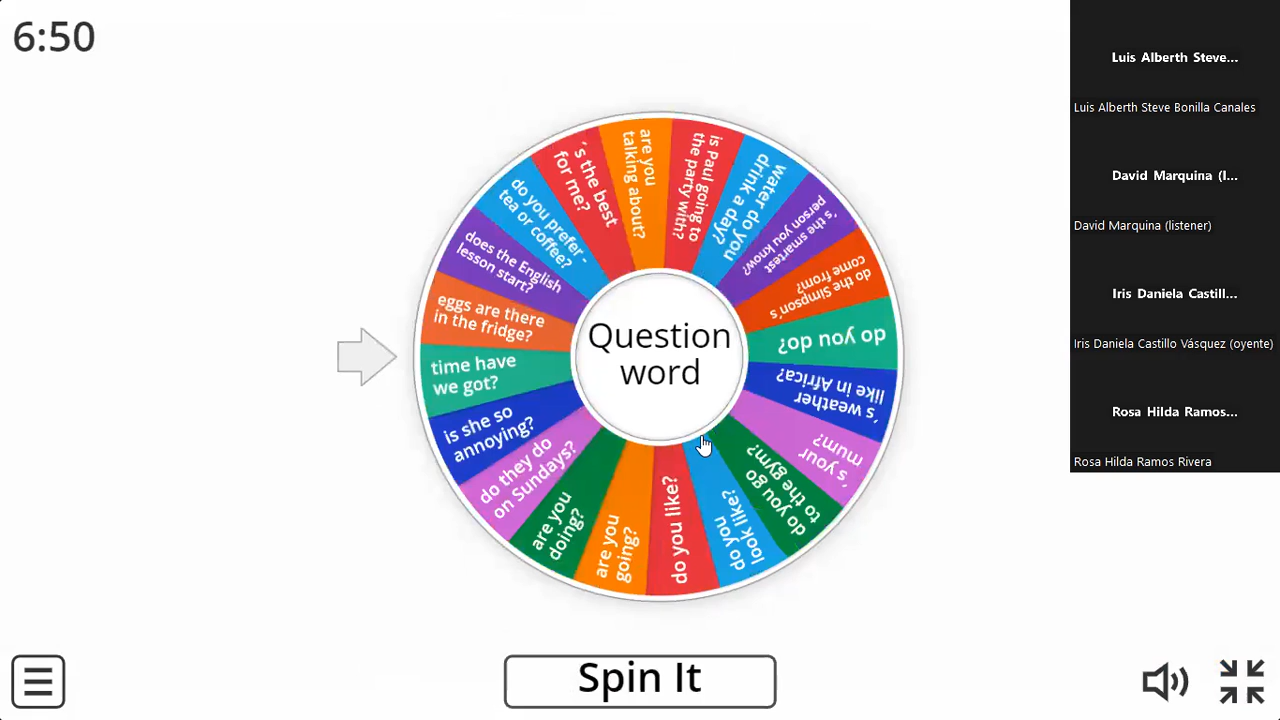 6:50
are you
talking about?
is Paul going to
the party with?
water do you
drink a day?
's the smartest
person you know?
do the Simpson's
come from?
do you do?
's weather
like in Africa?
's your
mum?
do you go
to the gym?
do you
look like?
do you like?
are you
going?
are you
doing?
do they do
on Sundays?
is she so
annoying?
time have
we got?
eggs are there
in the fridge?
does the English
lesson start?
do you prefer -
tea or coffee?
's the best
for me?
Question
word
Spin It
Luis Alberth Steve...
Luis Alberth Steve Bonilla Canales
David Marquina (l...
David Marquina (listener)
Iris Daniela Castill...
Iris Daniela Castillo Vásquez (oyente)
Rosa Hilda Ramos...
Rosa Hilda Ramos Rivera